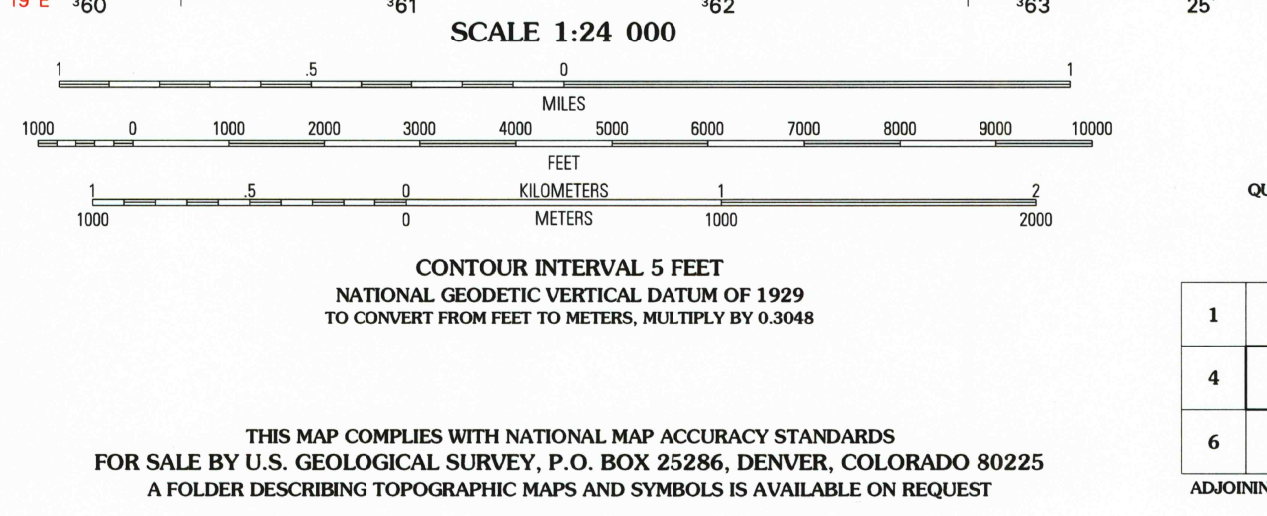 19 E ³60 ³61 ³62 ³63 25'
SCALE 1:24 000
1 .5 0 1
MILES
1000 0 1000 2000 3000 4000 5000 6000 7000 8000 9000 10000
FEET
1 .5 0 KILOMETERS 1 2
1000 0 METERS 1000 2000
CONTOUR INTERVAL 5 FEET
NATIONAL GEODETIC VERTICAL DATUM OF 1929
TO CONVERT FROM FEET TO METERS, MULTIPLY BY 0.3048
THIS MAP COMPLIES WITH NATIONAL MAP ACCURACY STANDARDS
FOR SALE BY U.S. GEOLOGICAL SURVEY, P.O. BOX 25286, DENVER, COLORADO 80225
A FOLDER DESCRIBING TOPOGRAPHIC MAPS AND SYMBOLS IS AVAILABLE ON REQUEST
QU
1
4
6
ADJOININ